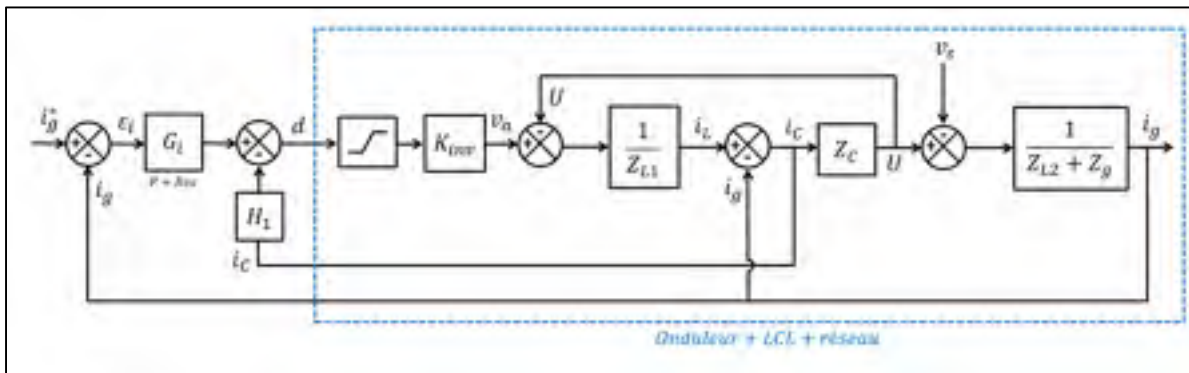 v_s
U
i_g^* + - ε_i G_i + - d K_inv v_n + - 1/Z_L1 i_L + - i_C Z_C U + - 1/(Z_L2 + Z_g) i_g
P + Res
i_g
H_1
i_g
i_C
Onduleur + LCL + réseau